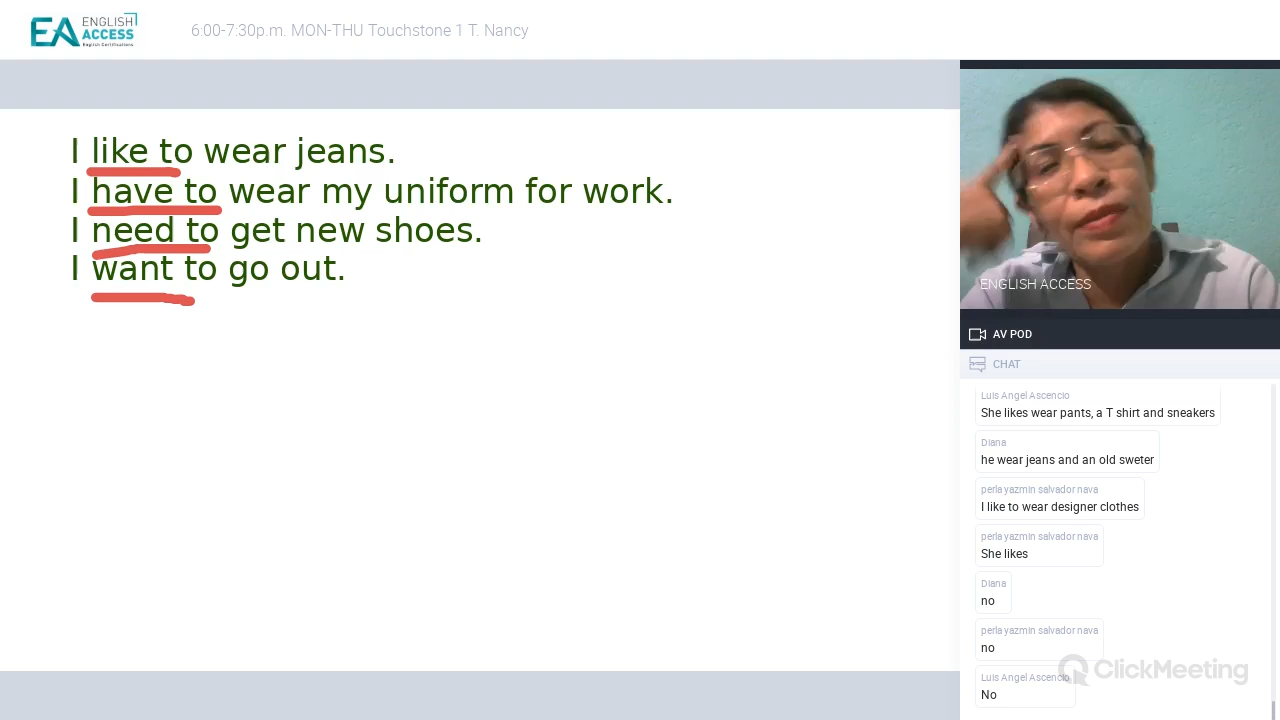 EA ENGLISH ACCESS
English Certifications
6:00-7:30p.m. MON-THU Touchstone 1 T. Nancy
I like to wear jeans.
I have to wear my uniform for work.
I need to get new shoes.
I want to go out.
ENGLISH ACCESS
AV POD
CHAT
Luis Angel Ascencio
She likes wear pants, a T shirt and sneakers
Diana
he wear jeans and an old sweter
perla yazmin salvador nava
I like to wear designer clothes
perla yazmin salvador nava
She likes
Diana
no
perla yazmin salvador nava
no
ClickMeeting
Luis Angel Ascencio
No